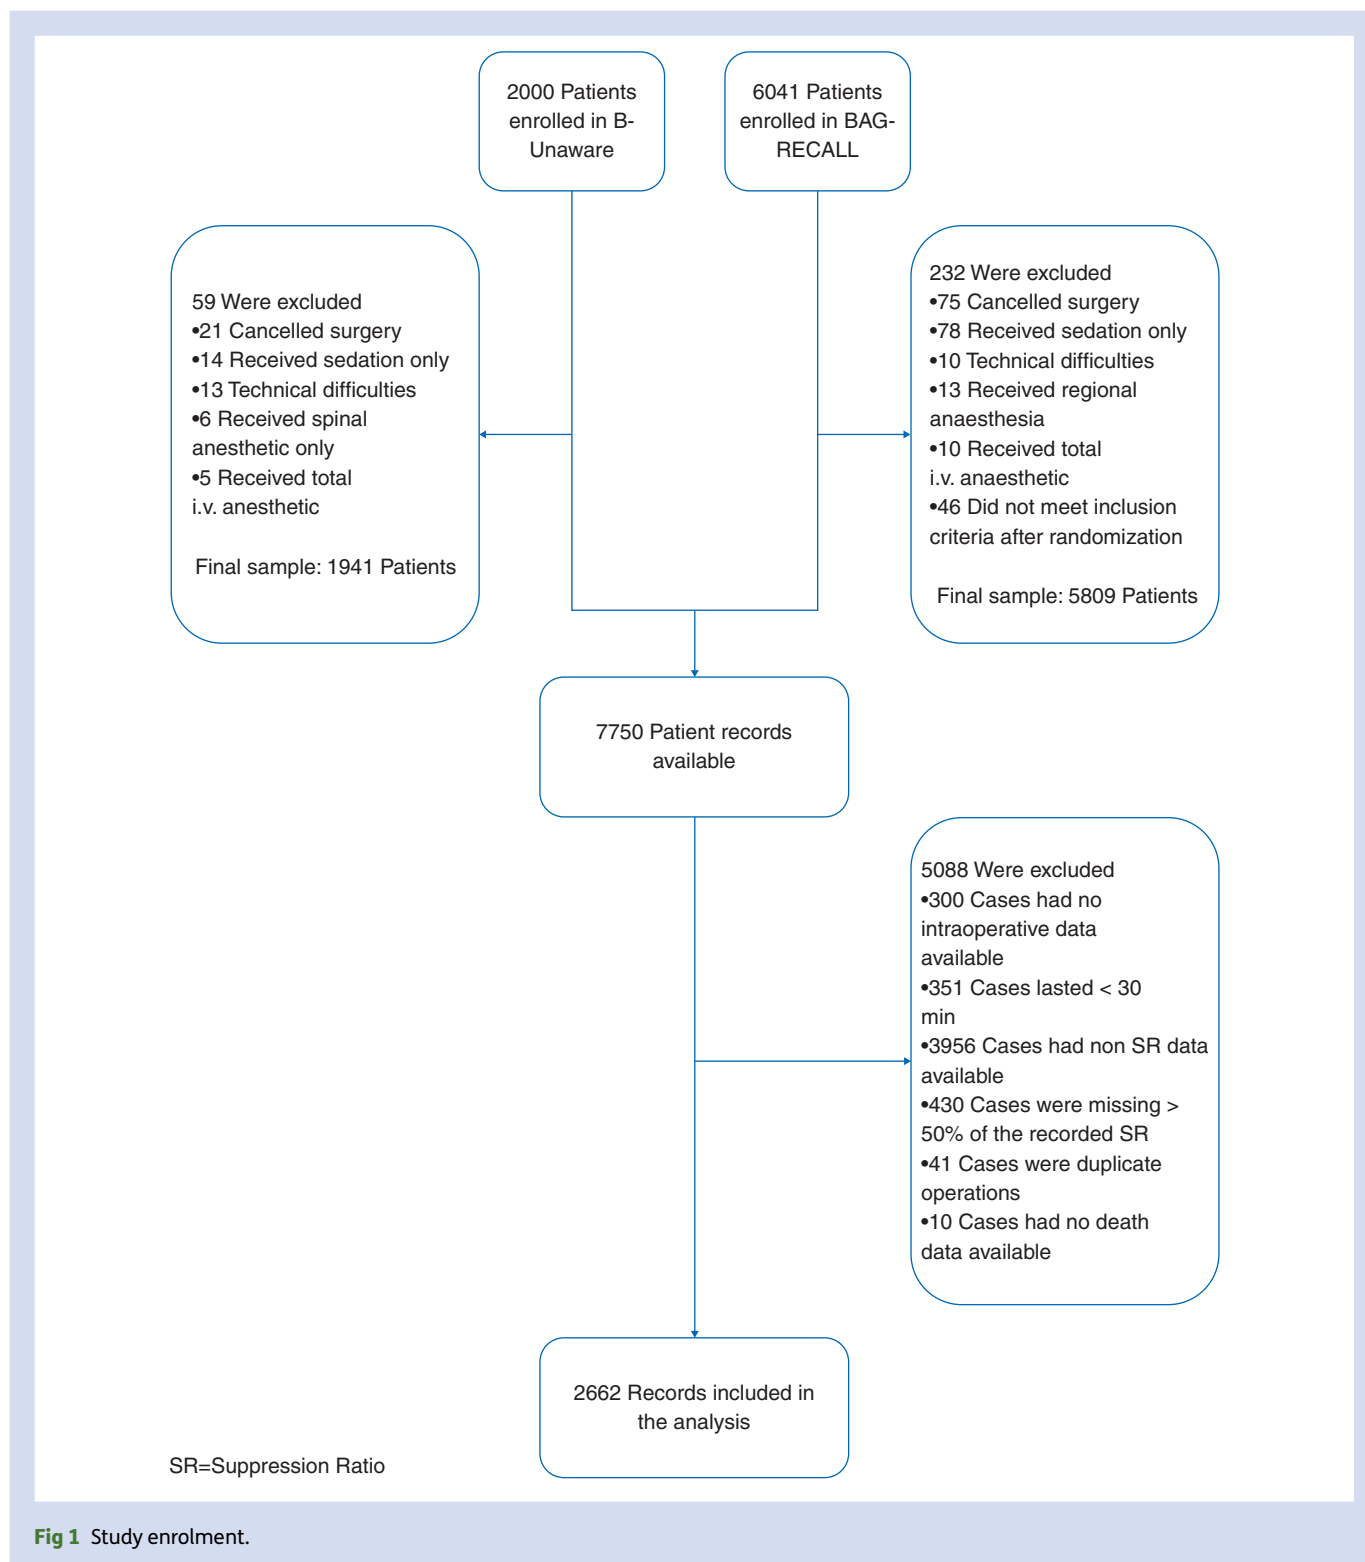 2000 Patients
enrolled in B-
Unaware
6041 Patients
enrolled in BAG-
RECALL
59 Were excluded
•21 Cancelled surgery
•14 Received sedation only
•13 Technical difficulties
•6 Received spinal
anesthetic only
•5 Received total
i.v. anesthetic
Final sample: 1941 Patients
232 Were excluded
•75 Cancelled surgery
•78 Received sedation only
•10 Technical difficulties
•13 Received regional
anaesthesia
•10 Received total
i.v. anaesthetic
•46 Did not meet inclusion
criteria after randomization
Final sample: 5809 Patients
7750 Patient records
available
5088 Were excluded
•300 Cases had no
intraoperative data
available
•351 Cases lasted < 30
min
•3956 Cases had non SR data
available
•430 Cases were missing >
50% of the recorded SR
•41 Cases were duplicate
operations
•10 Cases had no death
data available
2662 Records included in
the analysis
SR=Suppression Ratio
Fig 1 Study enrolment.